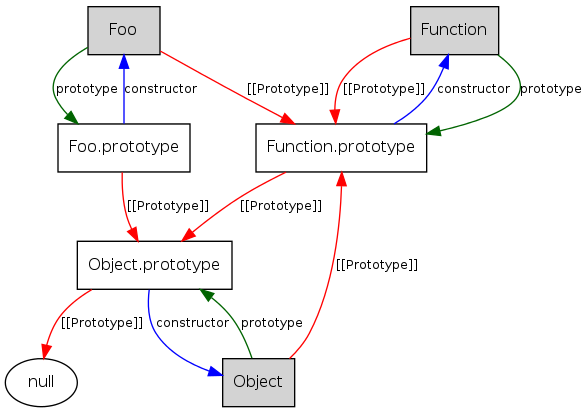 Foo
Function
prototype
constructor
[[Prototype]]
[[Prototype]]
constructor
prototype
Foo.prototype
Function.prototype
[[Prototype]]
[[Prototype]]
Object.prototype
[[Prototype]]
[[Prototype]]
constructor
prototype
null
Object